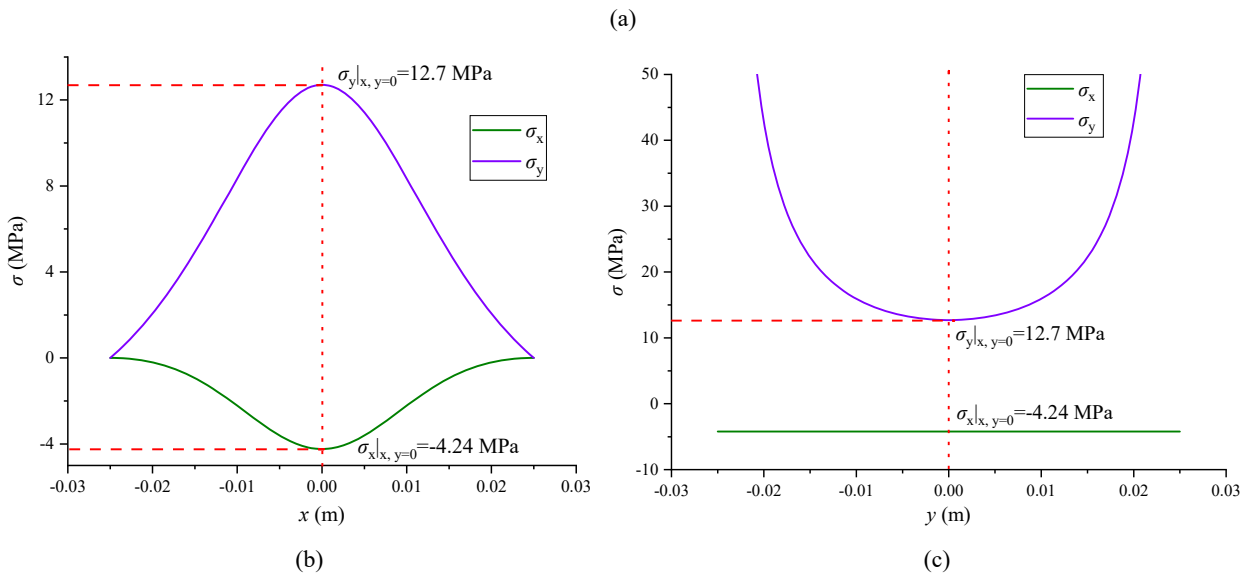 (a)
σy|x, y=0=12.7 MPa
12
8
4
0
-4
σ (MPa)
σx
σy
σx|x, y=0=-4.24 MPa
-0.03
-0.02
-0.01
0.00
0.01
0.02
0.03
x (m)
(b)
50
40
30
20
10
0
-10
σ (MPa)
σx
σy
σy|x, y=0=12.7 MPa
σx|x, y=0=-4.24 MPa
-0.03
-0.02
-0.01
0.00
0.01
0.02
0.03
y (m)
(c)